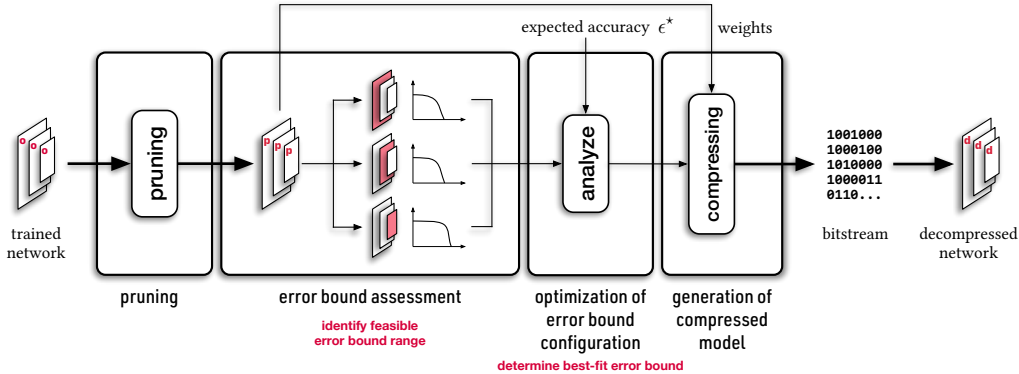 expected accuracy ϵ*
weights
o
o
o
trained
network
pruning
p
p
p
analyze
compressing
1001000
1000100
1010000
1000011
0110...
bitstream
d
d
d
decompressed
network
pruning
error bound assessment
identify feasible
error bound range
optimization of
error bound
configuration
determine best-fit error bound
generation of
compressed
model